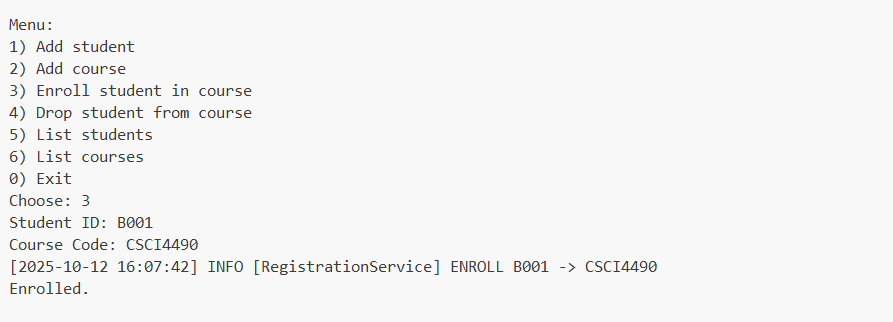 Menu:
1) Add student
2) Add course
3) Enroll student in course
4) Drop student from course
5) List students
6) List courses
0) Exit
Choose: 3
Student ID: B001
Course Code: CSCI4490
[2025-10-12 16:07:42] INFO [RegistrationService] ENROLL B001 -> CSCI4490
Enrolled.